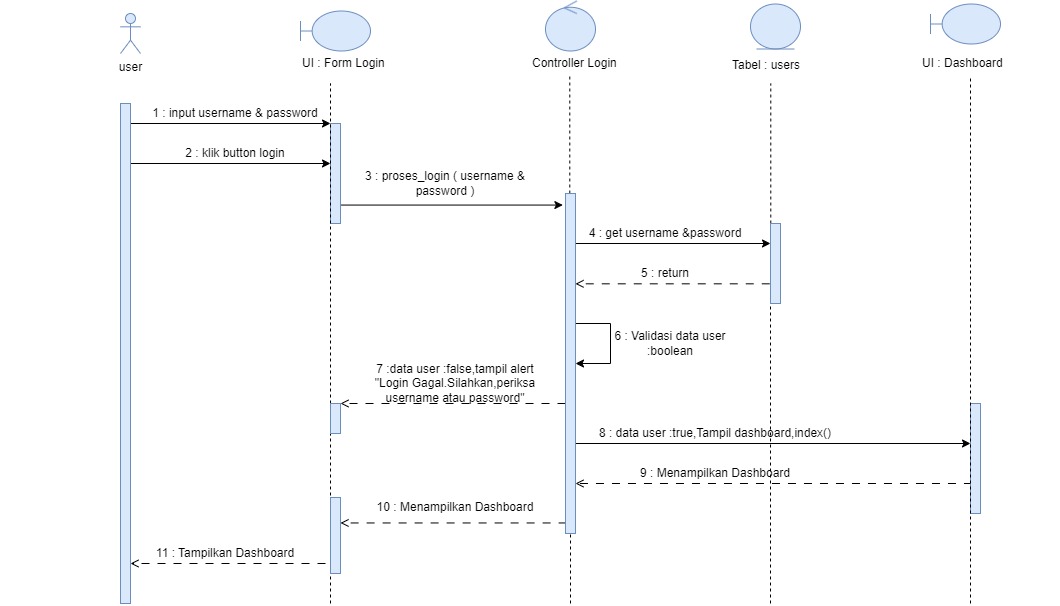 user
UI : Form Login
Controller Login
Tabel : users
UI : Dashboard
1 : input username & password
2 : klik button login
3 : proses_login ( username &
password )
4 : get username &password
5 : return
6 : Validasi data user
:boolean
7 :data user :false,tampil alert
"Login Gagal.Silahkan,periksa
username atau password"
8 : data user :true,Tampil dashboard,index()
9 : Menampilkan Dashboard
10 : Menampilkan Dashboard
11 : Tampilkan Dashboard